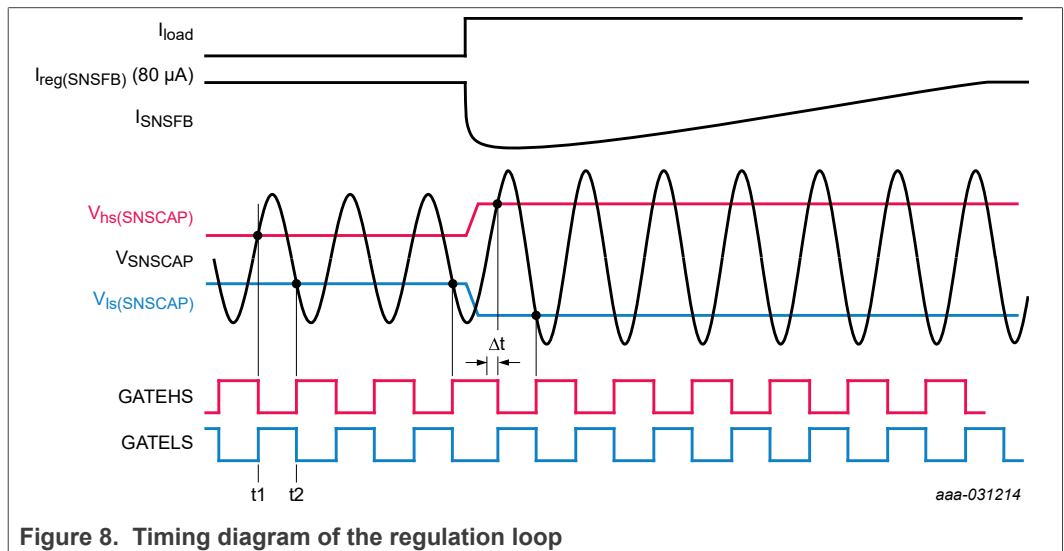 Iload
Ireg(SNSFB) (80 µA)
ISNSFB
Vhs(SNSCAP)
VSNSCAP
Vls(SNSCAP)
Δt
GATEHS
GATELS
t1 t2
aaa-031214
Figure 8. Timing diagram of the regulation loop